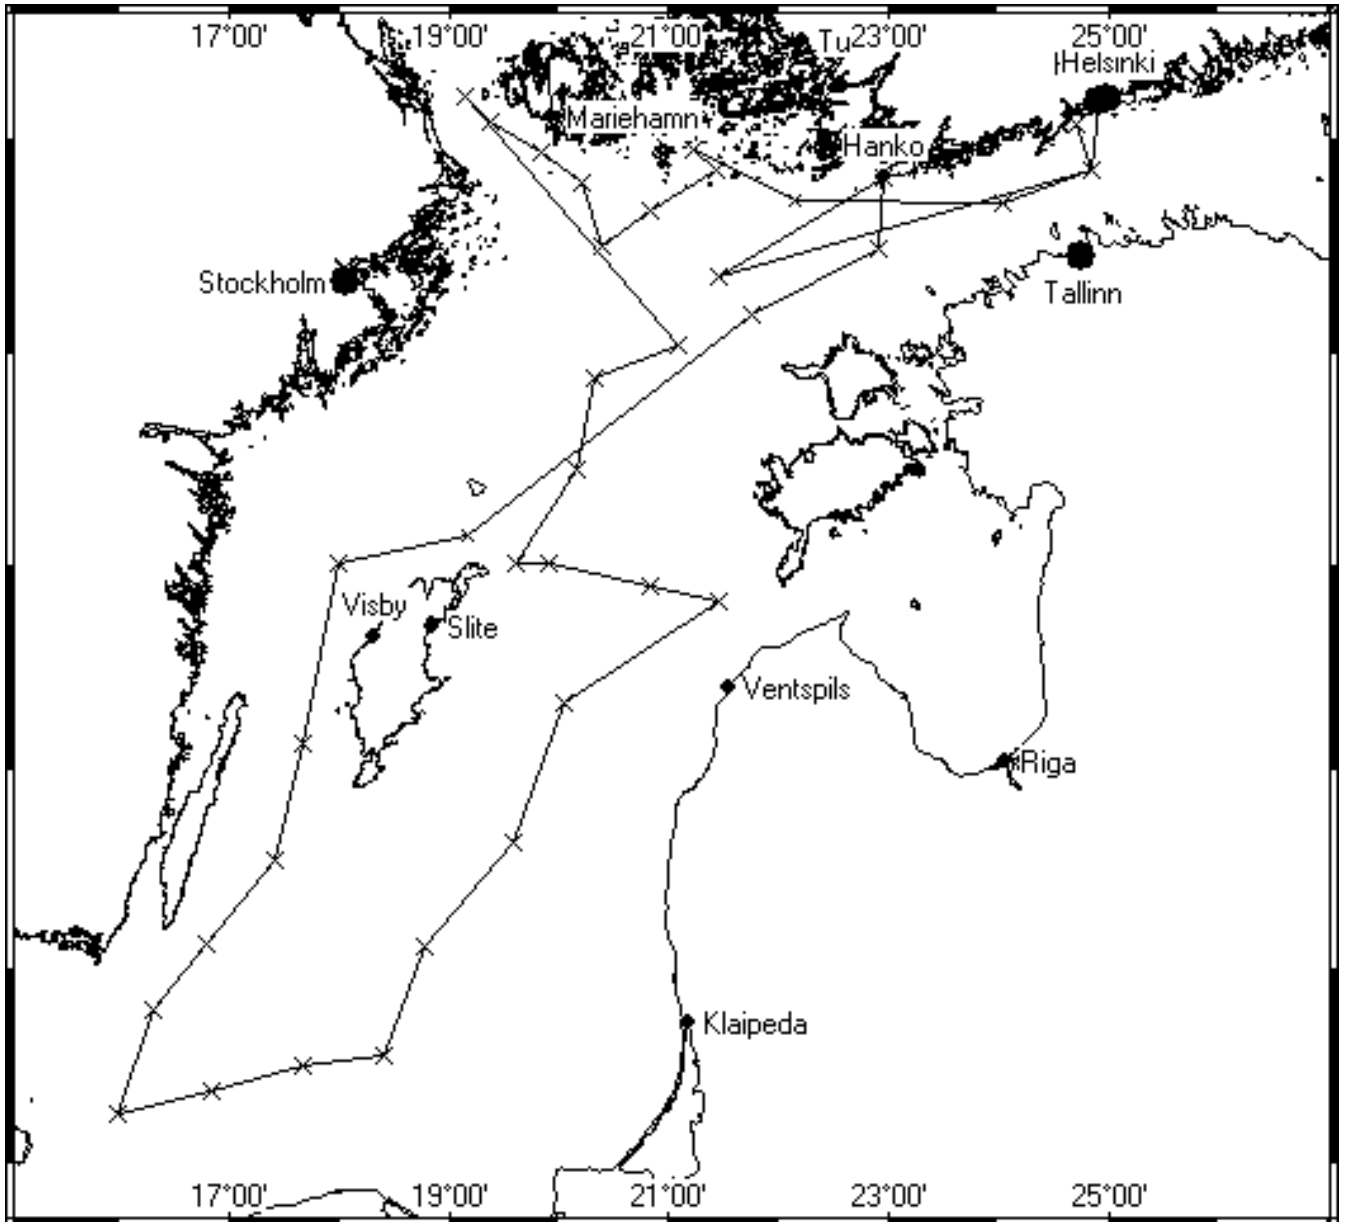 17°00' 19°00' 21°00' 23°00' 25°00'
Tu
Helsinki
Mariehamn
Hanko
Stockholm
Tallinn
Visby
Slite
Ventspils
Riga
Klaipeda
17°00' 19°00' 21°00' 23°00' 25°00'